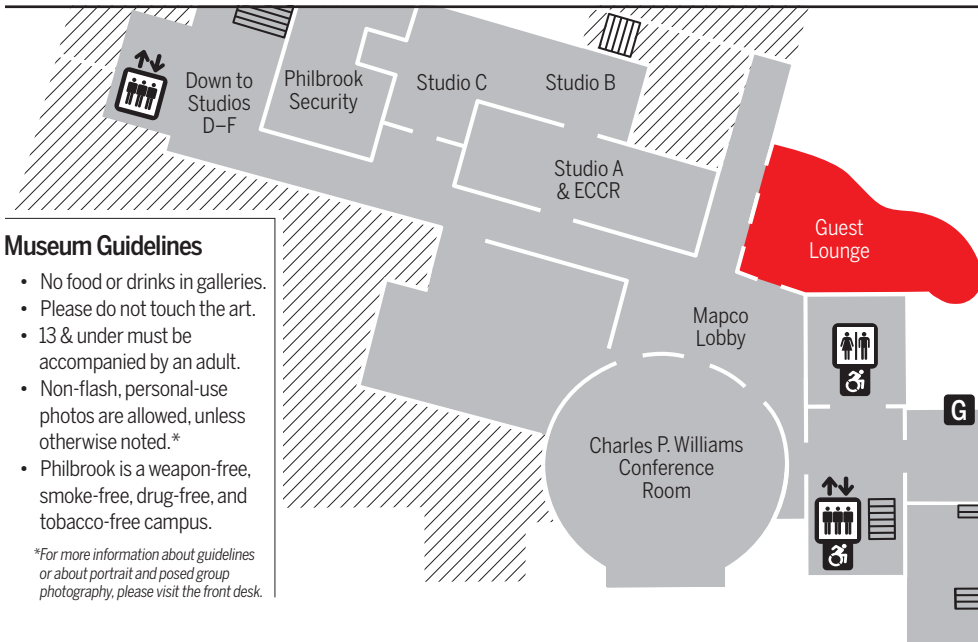 Down to
Studios
D–F
Philbrook
Security
Studio C
Studio B
Studio A
& ECCR
Guest
Lounge
Mapco
Lobby
Charles P. Williams
Conference
Room
G
Museum Guidelines
• No food or drinks in galleries.
• Please do not touch the art.
• 13 & under must be
accompanied by an adult.
• Non-flash, personal-use
photos are allowed, unless
otherwise noted.*
• Philbrook is a weapon-free,
smoke-free, drug-free, and
tobacco-free campus.
*For more information about guidelines
or about portrait and posed group
photography, please visit the front desk.